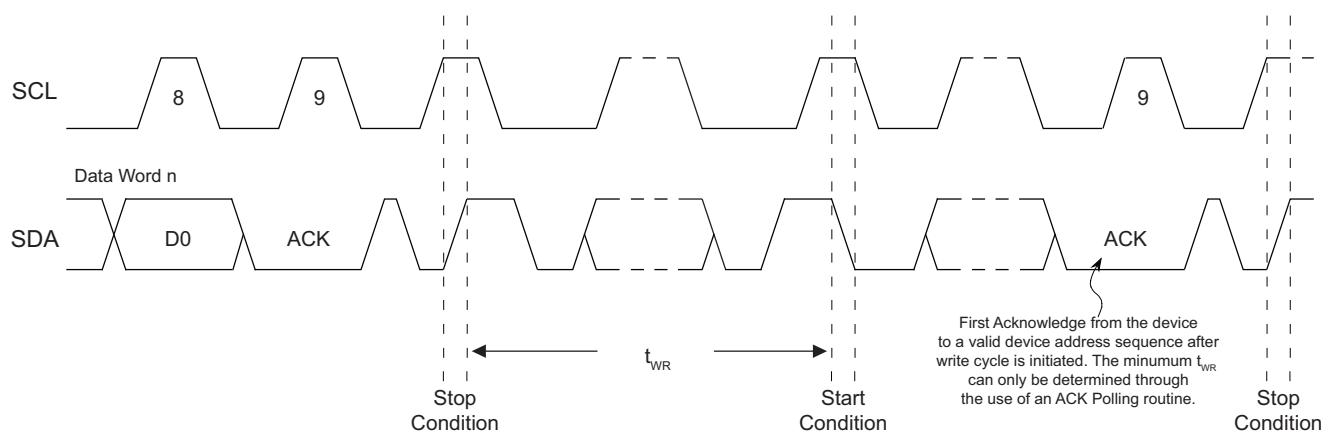 SCL
8
9
9
Data Word n
SDA
D0
ACK
ACK
First Acknowledge from the device
to a valid device address sequence after
write cycle is initiated. The minumum tWR
can only be determined through
the use of an ACK Polling routine.
tWR
Stop
Condition
Start
Condition
Stop
Condition